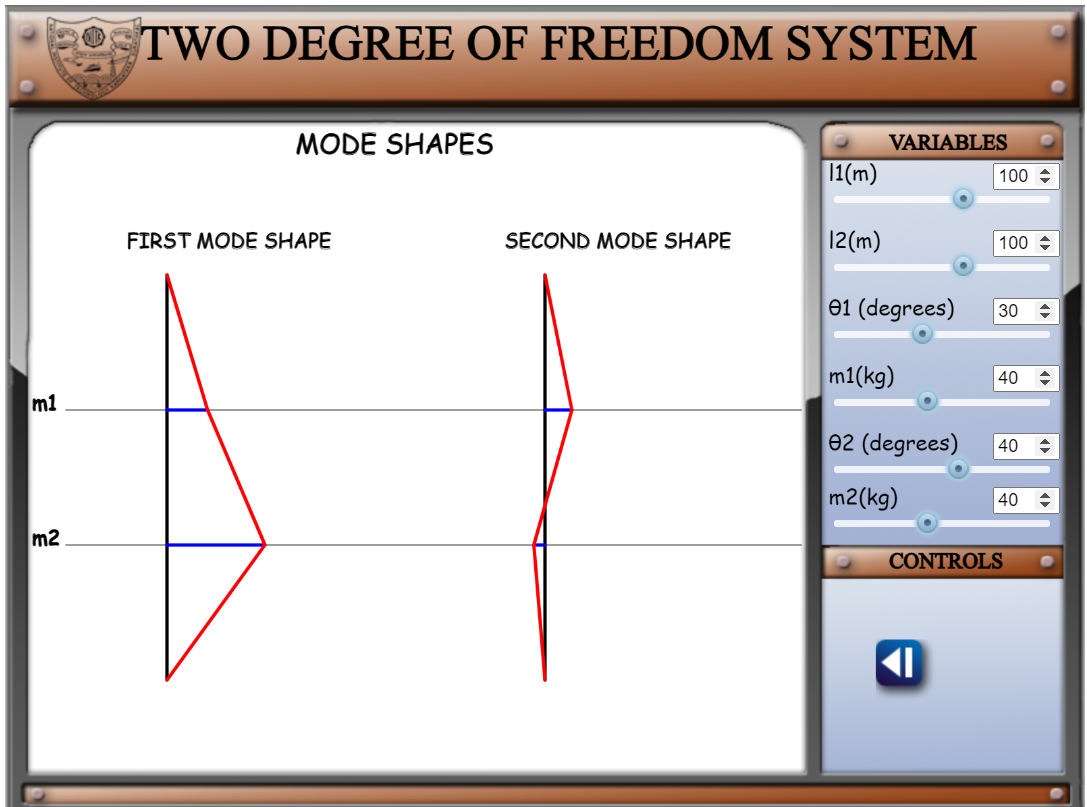 TWO DEGREE OF FREEDOM SYSTEM
MODE SHAPES
FIRST MODE SHAPE
SECOND MODE SHAPE
m1
m2
VARIABLES
l1(m)
100
l2(m)
100
θ1 (degrees)
30
m1(kg)
40
θ2 (degrees)
40
m2(kg)
40
CONTROLS